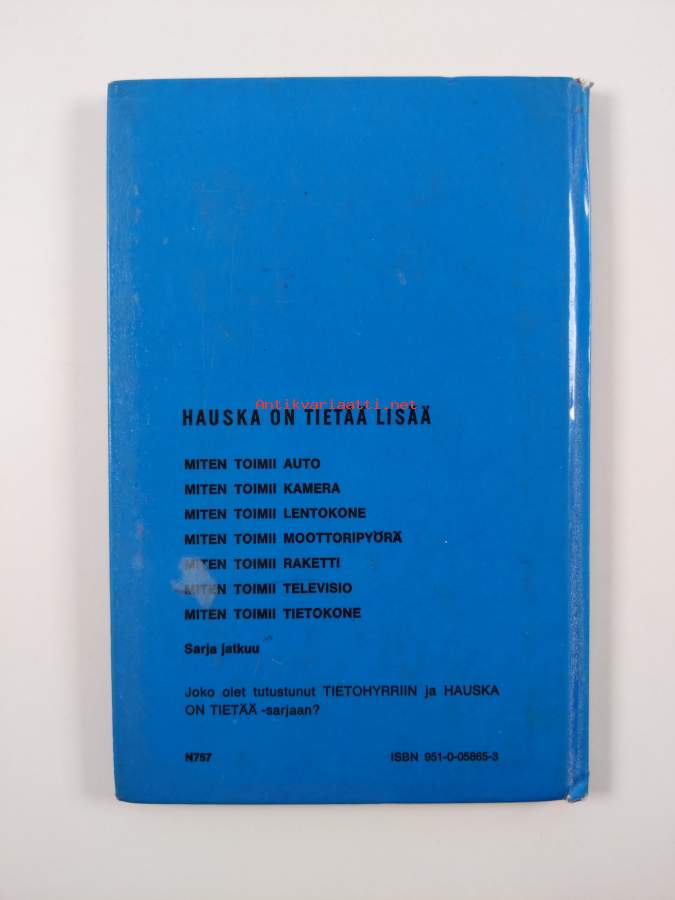 Antikvariaatti.net
HAUSKA ON TIETÄÄ LISÄÄ
MITEN TOIMII AUTO
MITEN TOIMII KAMERA
MITEN TOIMII LENTOKONE
MITEN TOIMII MOOTTORIPYÖRÄ
MITEN TOIMII RAKETTI
MITEN TOIMII TELEVISIO
MITEN TOIMII TIETOKONE
Sarja jatkuu
Joko olet tutustunut TIETOHYRRIIN ja HAUSKA
ON TIETÄÄ -sarjaan?
N757 ISBN 951-0-05865-3